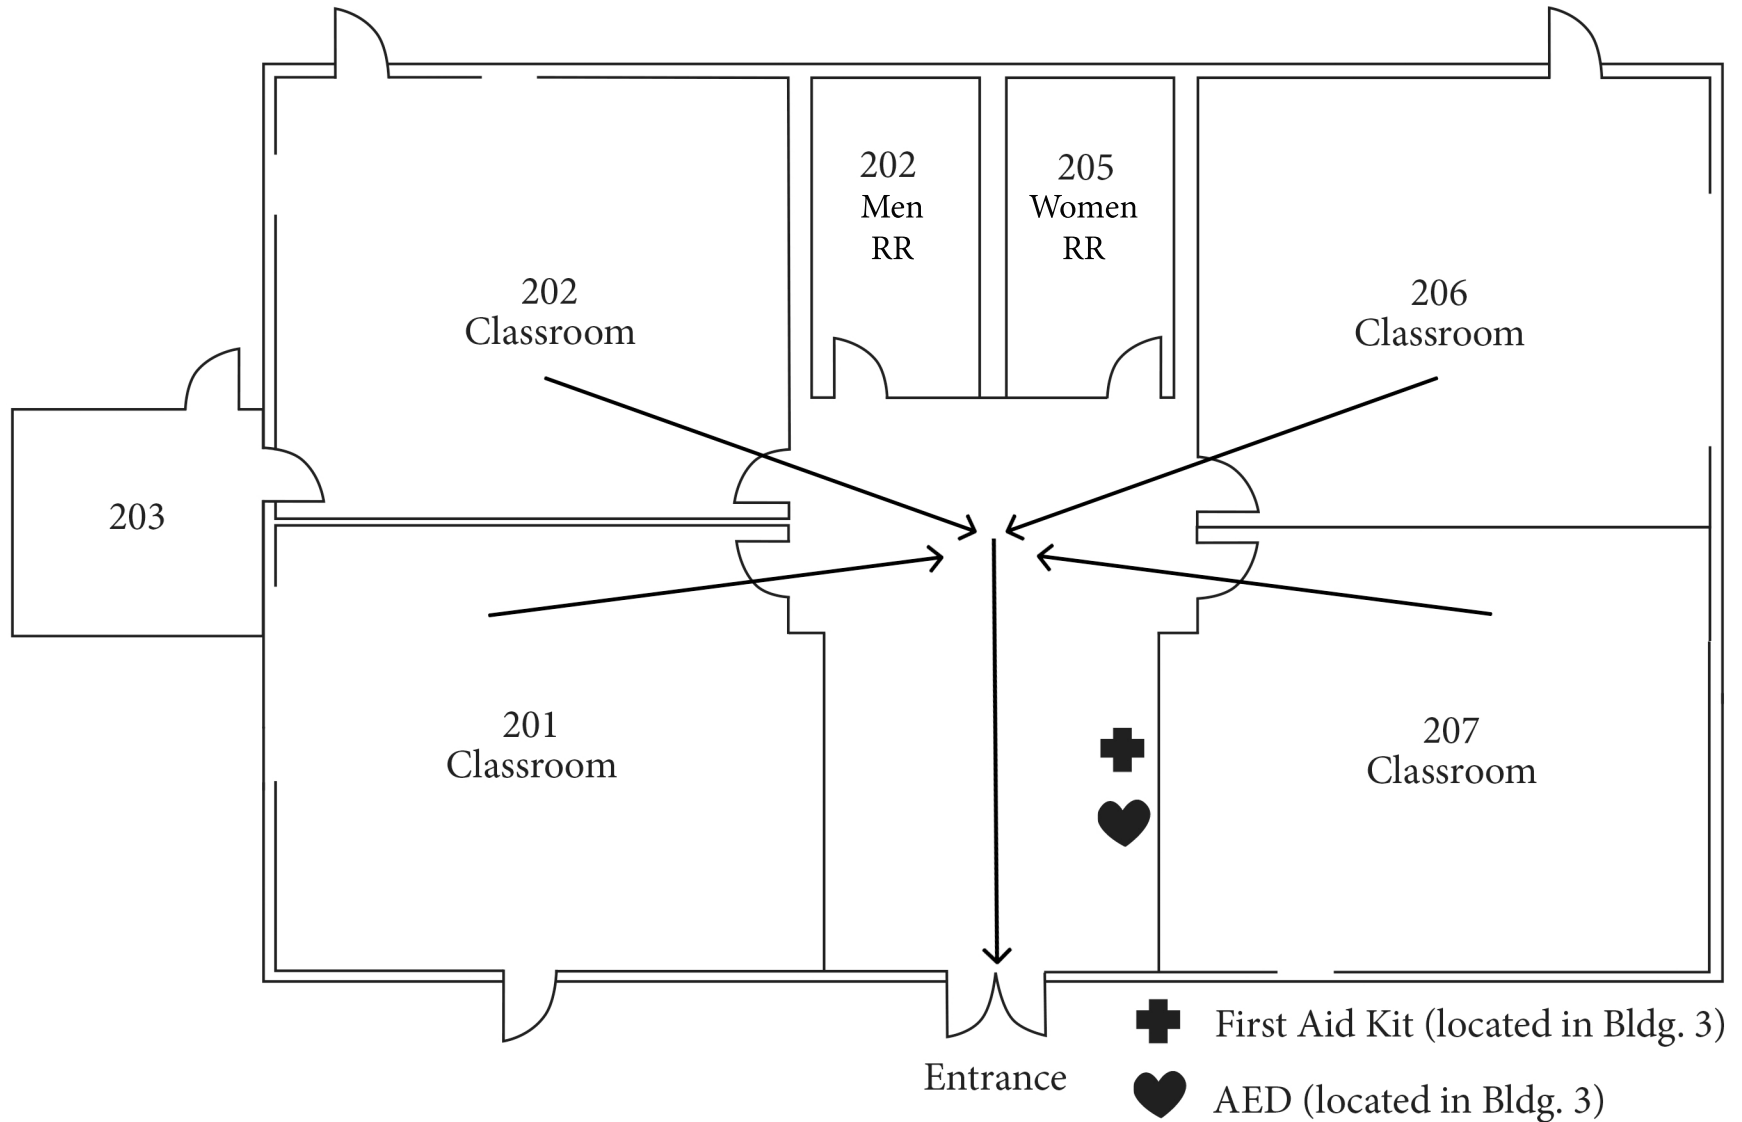 202
Men
RR
205
Women
RR
202
Classroom
206
Classroom
203
201
Classroom
207
Classroom
First Aid Kit (located in Bldg. 3)
Entrance
AED (located in Bldg. 3)